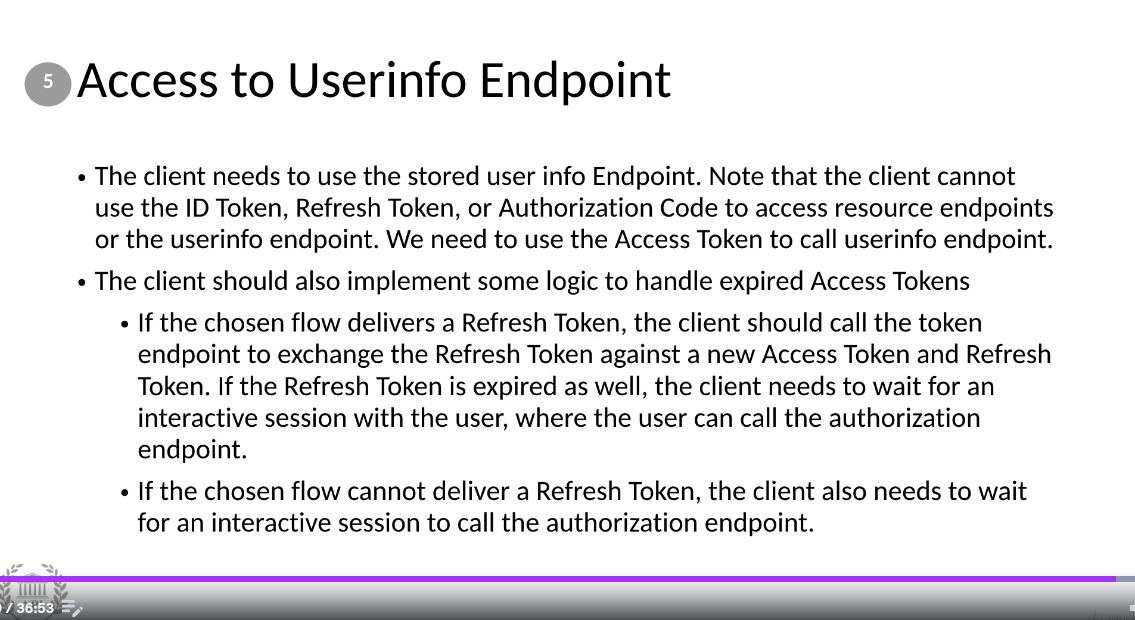 5 Access to Userinfo Endpoint
• The client needs to use the stored user info Endpoint. Note that the client cannot
use the ID Token, Refresh Token, or Authorization Code to access resource endpoints
or the userinfo endpoint. We need to use the Access Token to call userinfo endpoint.
• The client should also implement some logic to handle expired Access Tokens
• If the chosen flow delivers a Refresh Token, the client should call the token
endpoint to exchange the Refresh Token against a new Access Token and Refresh
Token. If the Refresh Token is expired as well, the client needs to wait for an
interactive session with the user, where the user can call the authorization
endpoint.
• If the chosen flow cannot deliver a Refresh Token, the client also needs to wait
for an interactive session to call the authorization endpoint.
/ 36:53